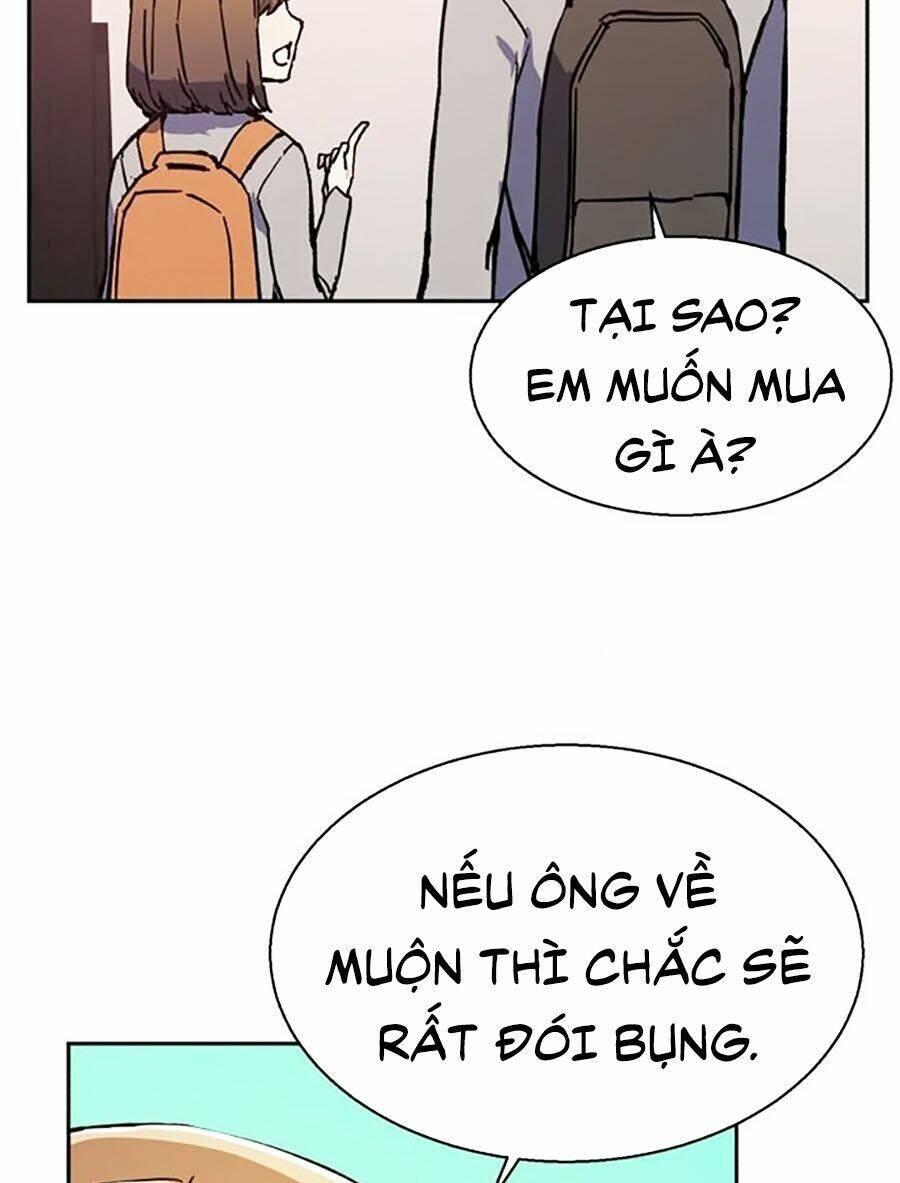 TẠI SAO?
EM MUỐN MUA
GÌ À?
NẾU ÔNG VỀ
MUỘN THÌ CHẮC SẼ
RẤT ĐÓI BỤNG.